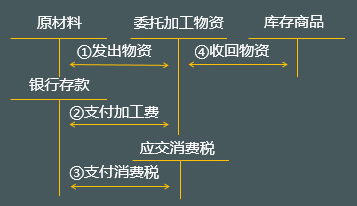 原材料 委托加工物资 库存商品
①发出物资 ④收回物资
银行存款
②支付加工费
应交消费税
③支付消费税